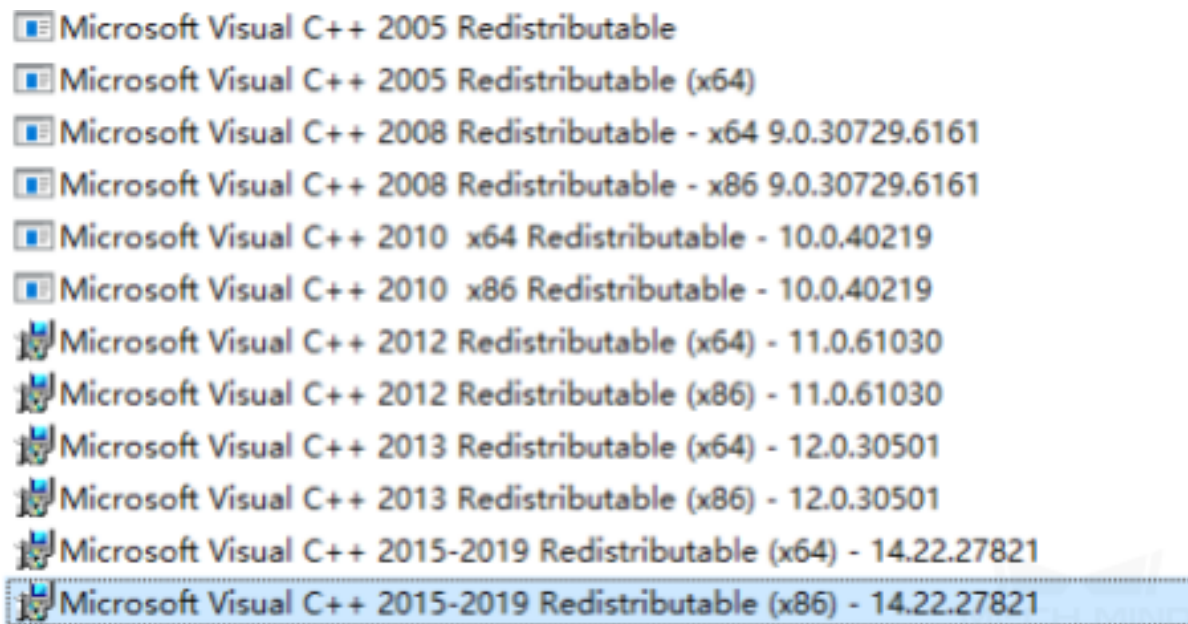 Microsoft Visual C++ 2005 Redistributable
Microsoft Visual C++ 2005 Redistributable (x64)
Microsoft Visual C++ 2008 Redistributable - x64 9.0.30729.6161
Microsoft Visual C++ 2008 Redistributable - x86 9.0.30729.6161
Microsoft Visual C++ 2010  x64 Redistributable - 10.0.40219
Microsoft Visual C++ 2010  x86 Redistributable - 10.0.40219
Microsoft Visual C++ 2012 Redistributable (x64) - 11.0.61030
Microsoft Visual C++ 2012 Redistributable (x86) - 11.0.61030
Microsoft Visual C++ 2013 Redistributable (x64) - 12.0.30501
Microsoft Visual C++ 2013 Redistributable (x86) - 12.0.30501
Microsoft Visual C++ 2015-2019 Redistributable (x64) - 14.22.27821
Microsoft Visual C++ 2015-2019 Redistributable (x86) - 14.22.27821